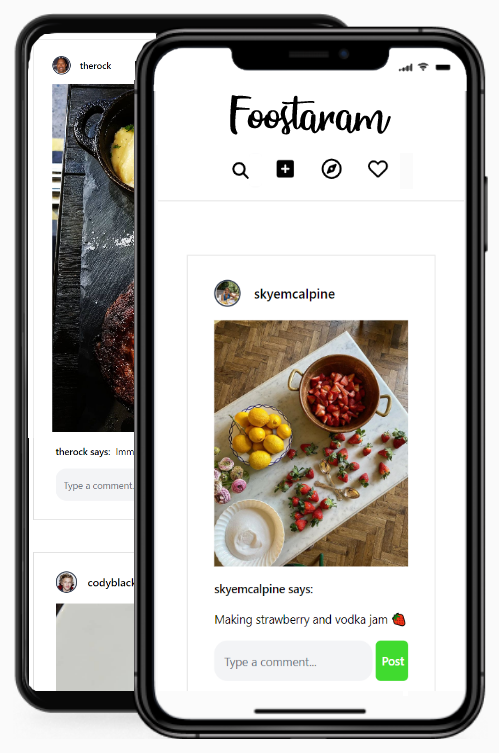 therock
therock says: Imm
Type a comment.
codyblack
Foostaram
skyemcalpine
skyemcalpine says:
Making strawberry and vodka jam 🍓
Type a comment...
Post